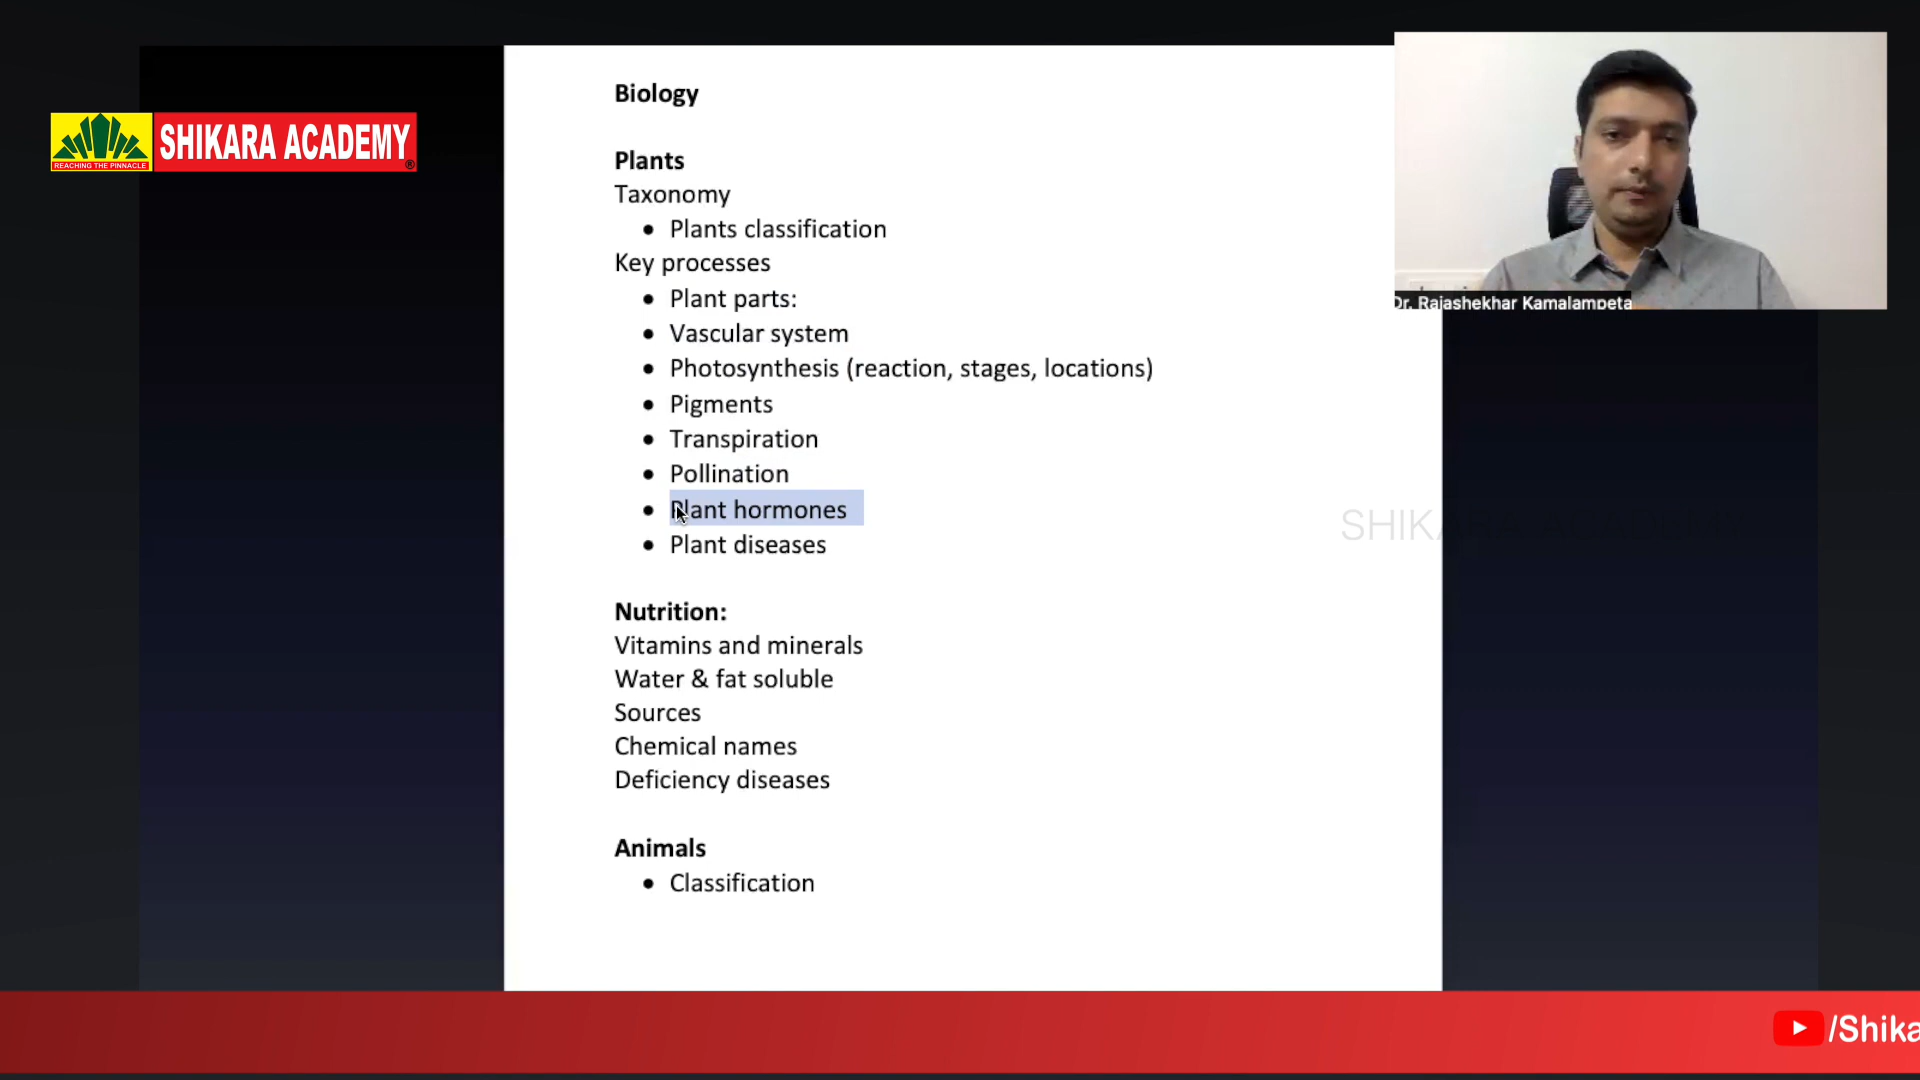 Biology
SHIKARA ACADEMY
REACHING THE PINNACLE
Plants
Taxonomy
• Plants classification
Key processes
• Plant parts:
Dr. Rajashekhar Kamalampeta
• Vascular system
• Photosynthesis (reaction, stages, locations)
• Pigments
• Transpiration
• Pollination
• Plant hormones
• Plant diseases
Nutrition:
Vitamins and minerals
Water & fat soluble
Sources
Chemical names
Deficiency diseases
Animals
• Classification
/Shika